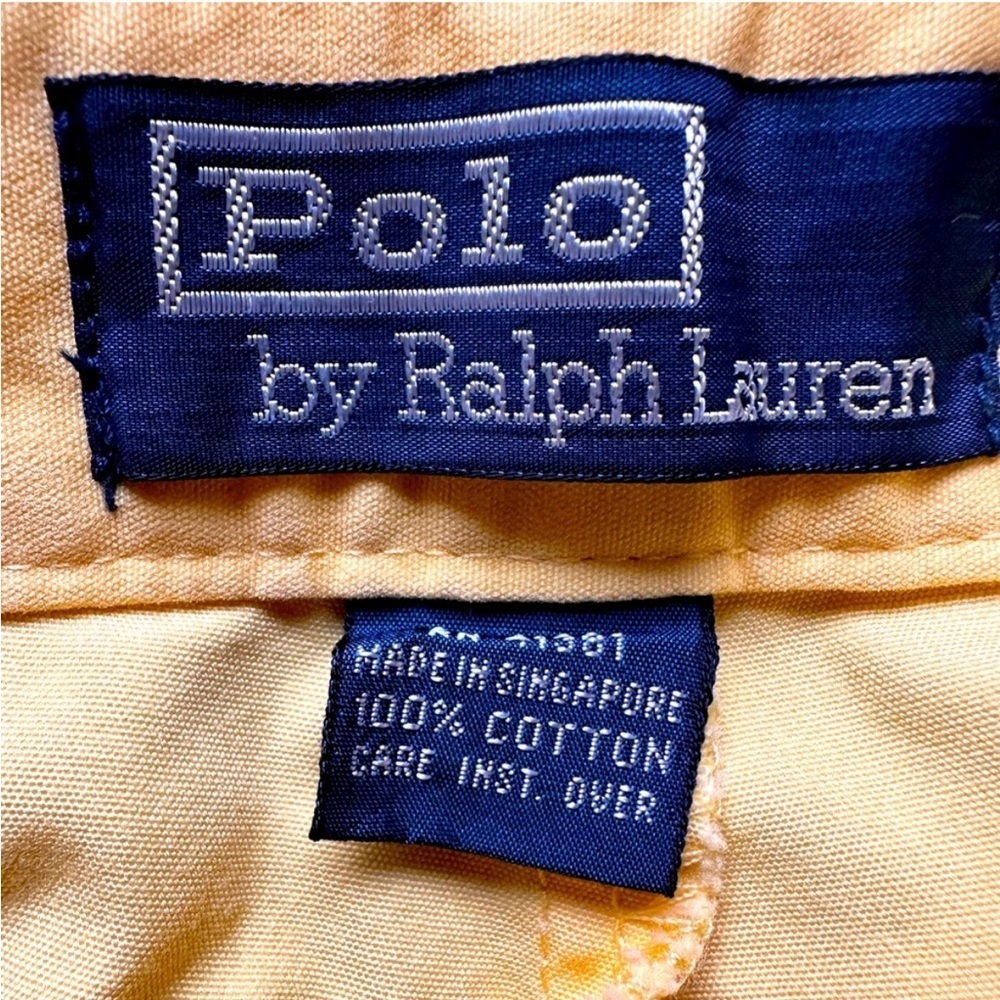 Polo
by Ralph Lauren
MADE IN SINGAPORE
100% COTTON
CARE INST. OVER